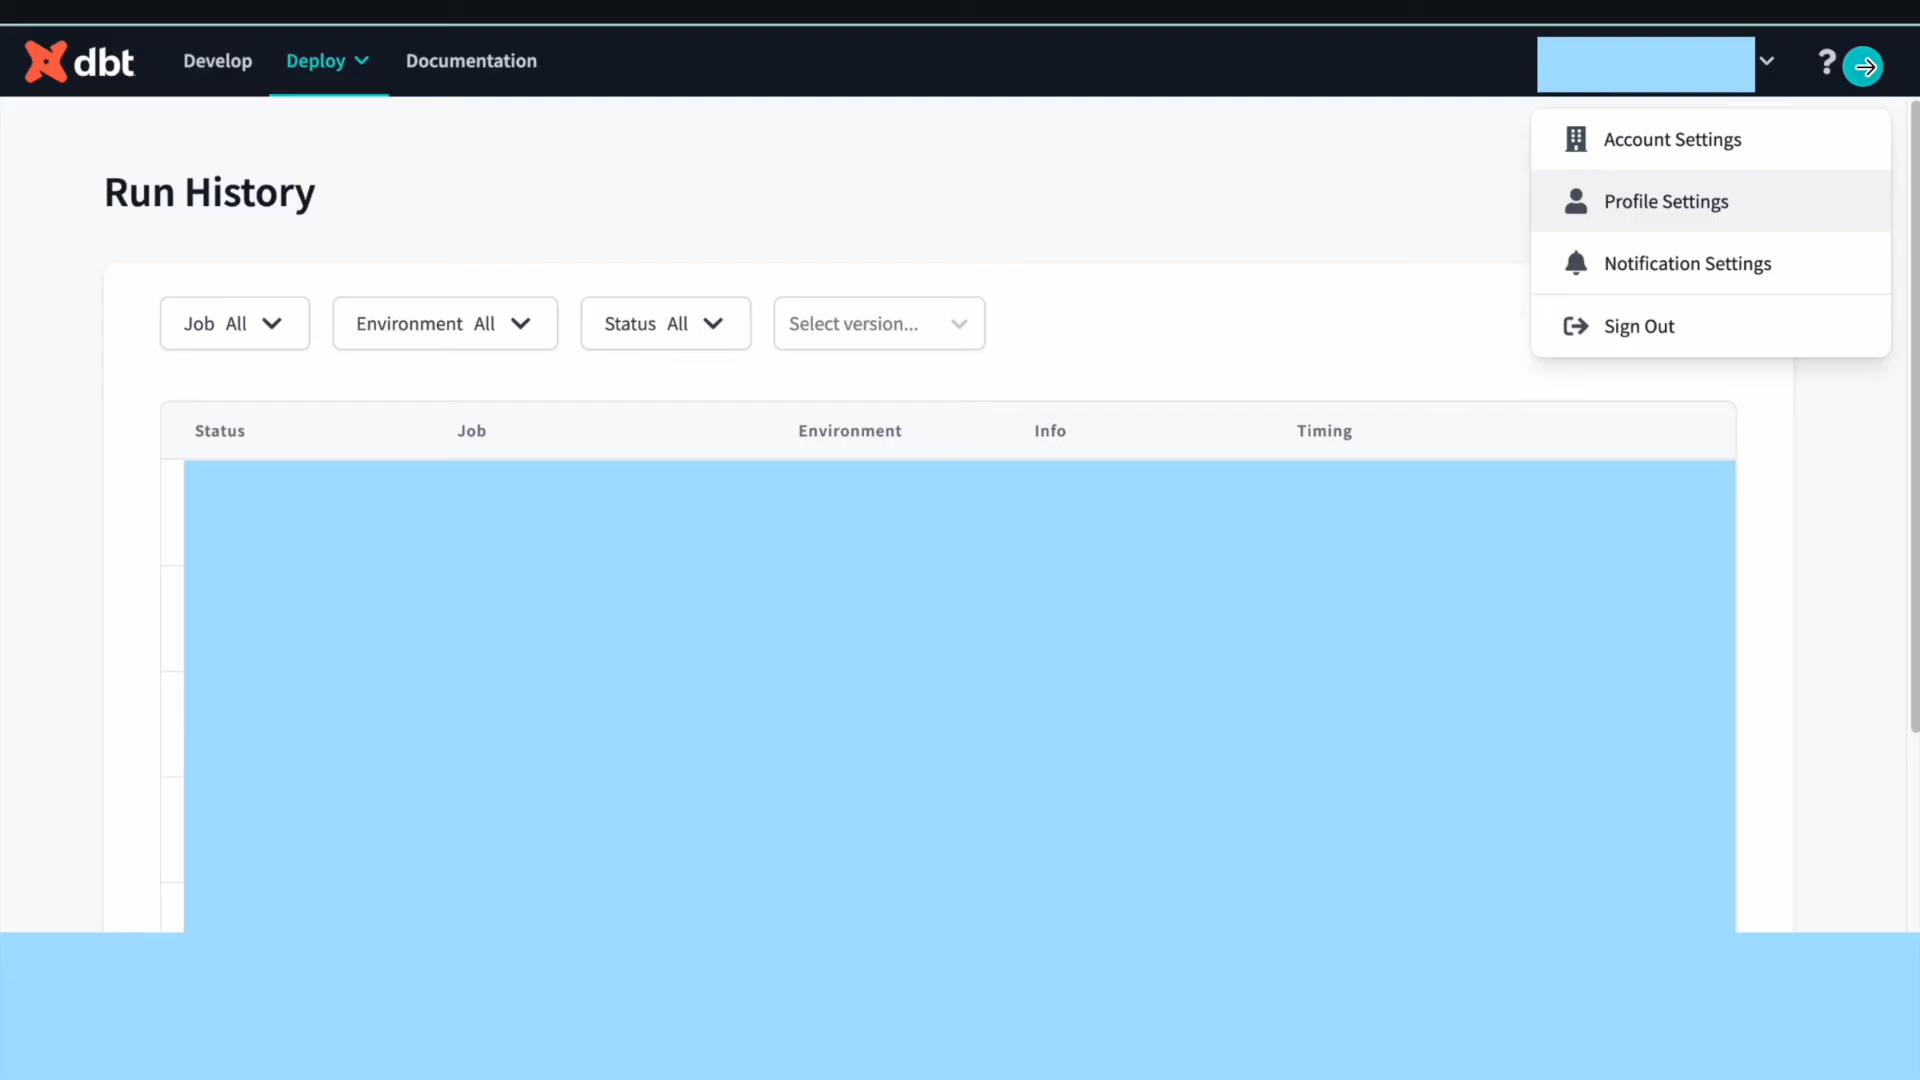 dbt
Develop
Deploy
Documentation
?
Account Settings
Profile Settings
Notification Settings
Sign Out
Run History
Job All
Environment All
Status All
Select version...
Status Job Environment Info Timing